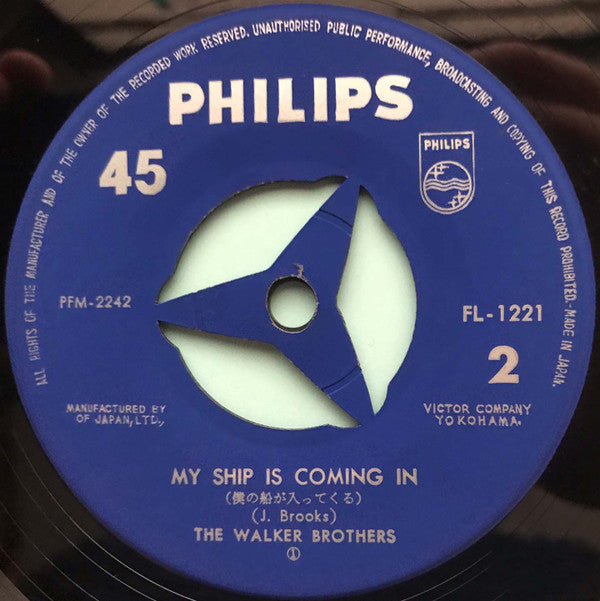 ALL RIGHTS OF THE MANUFACTURER AND OF THE OWNER OF THE RECORDED WORK RESERVED. UNAUTHORISED PUBLIC PERFORMANCE, BROADCASTING AND COPYING OF THIS RECORD PROHIBITED.-MADE IN JAPAN.
PHILIPS
45
PHILIPS
PFM-2242
FL-1221
2
MANUFACTURED BY VICTOR COMPANY
OF JAPAN,LTD., YOKOHAMA.
MY SHIP IS COMING IN
(僕の船が入ってくる)
(J. Brooks)
THE WALKER BROTHERS
①